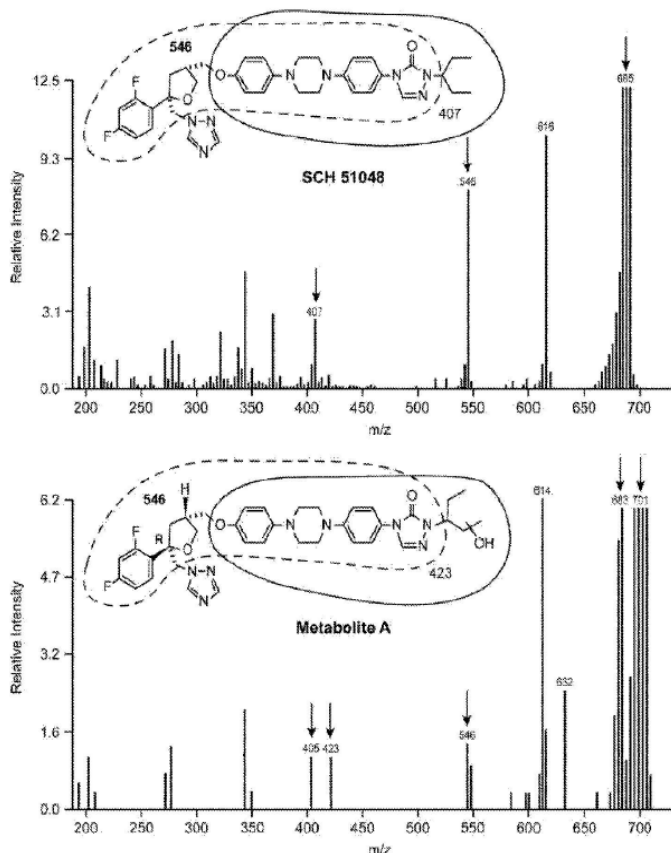 546
O
N N
N
N
N
O
F
O
F
N-N
N
407
SCH 51048
Relative Intensity
12.5
9.3
6.2
3.1
0.0
407
546
616
685
200 250 300 350 400 450 500 550 600 650 700
m/z
546
H
O
N N
N
N
N
O
F
R
O
F
N-N
N
OH
423
Metabolite A
Relative Intensity
6.2
4.7
3.2
1.6
0.0
405
423
546
614
632
683
701
200 250 300 350 400 450 500 550 600 650 700
m/z